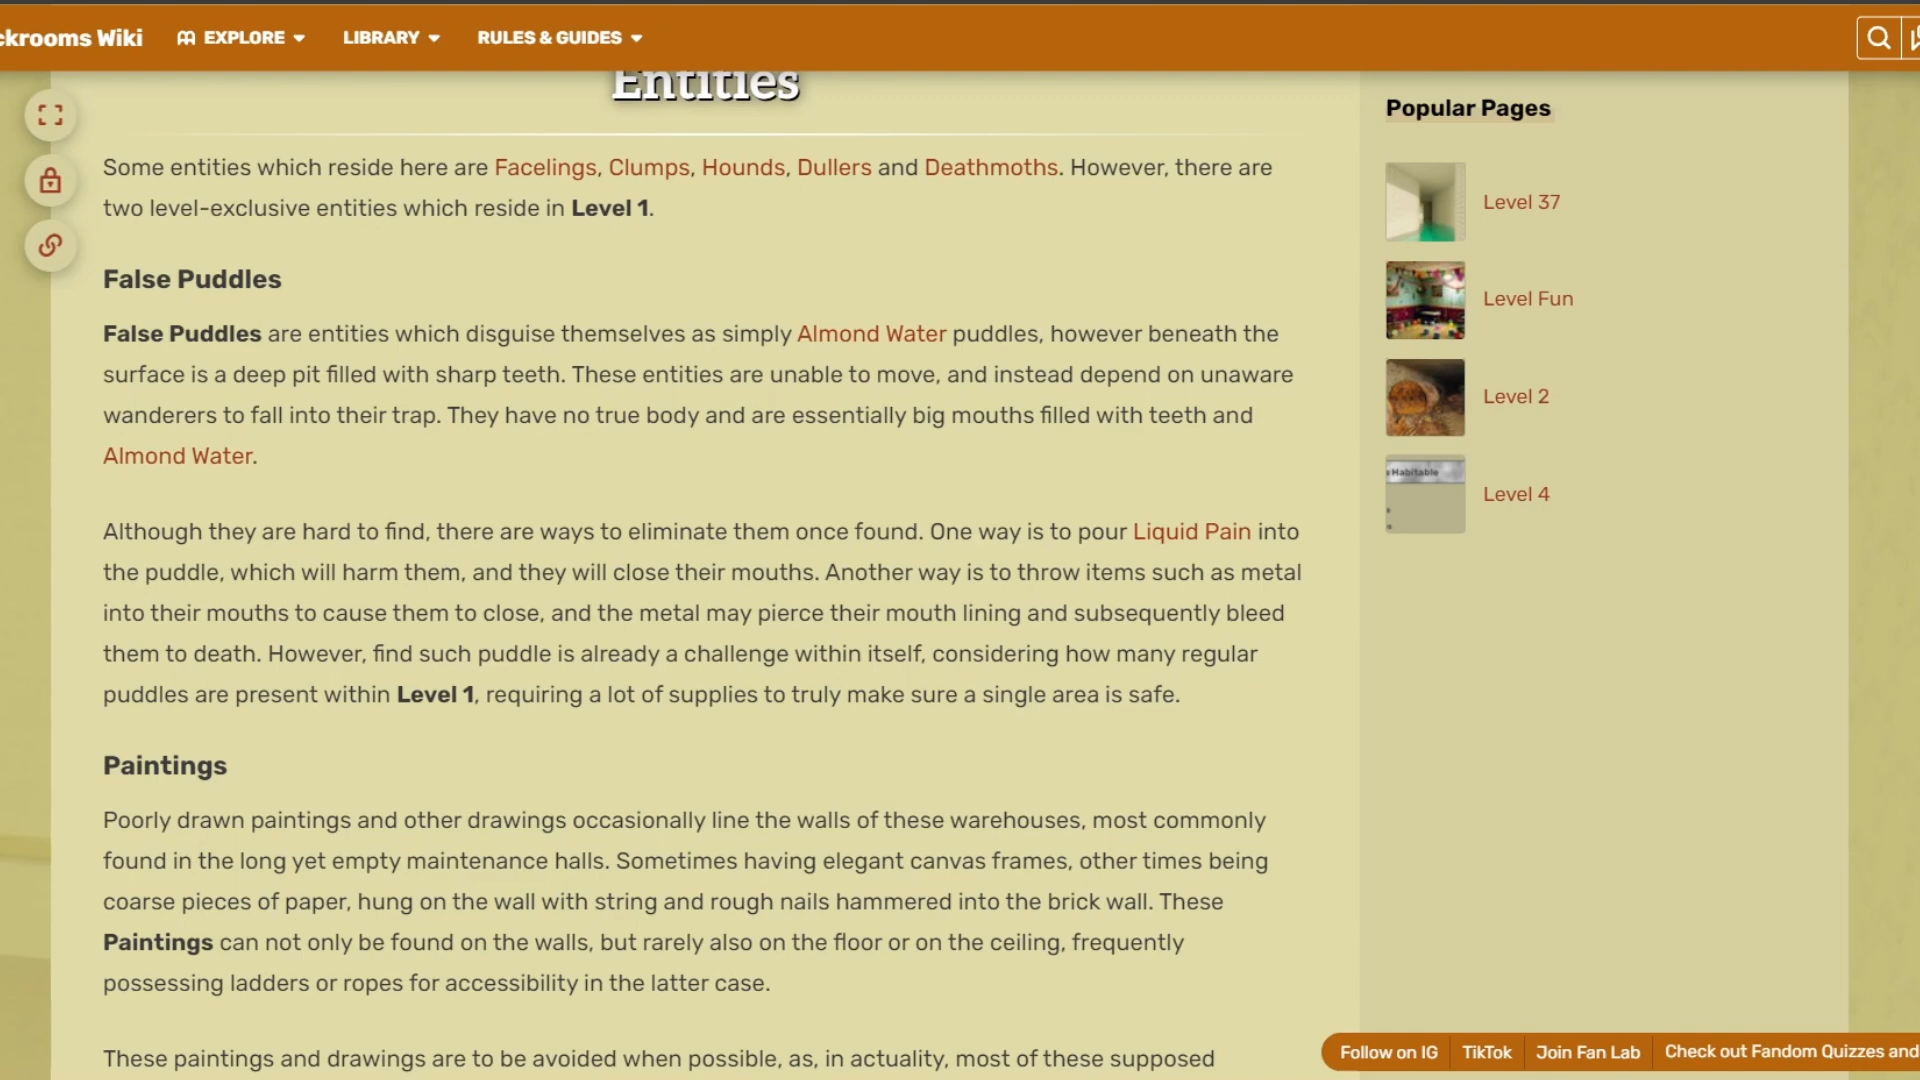 ckrooms Wiki EXPLORE LIBRARY RULES & GUIDES
Entities
Some entities which reside here are Facelings, Clumps, Hounds, Dullers and Deathmoths. However, there are
two level-exclusive entities which reside in Level 1.
False Puddles
False Puddles are entities which disguise themselves as simply Almond Water puddles, however beneath the
surface is a deep pit filled with sharp teeth. These entities are unable to move, and instead depend on unaware
wanderers to fall into their trap. They have no true body and are essentially big mouths filled with teeth and
Almond Water.
Although they are hard to find, there are ways to eliminate them once found. One way is to pour Liquid Pain into
the puddle, which will harm them, and they will close their mouths. Another way is to throw items such as metal
into their mouths to cause them to close, and the metal may pierce their mouth lining and subsequently bleed
them to death. However, find such puddle is already a challenge within itself, considering how many regular
puddles are present within Level 1, requiring a lot of supplies to truly make sure a single area is safe.
Paintings
Poorly drawn paintings and other drawings occasionally line the walls of these warehouses, most commonly
found in the long yet empty maintenance halls. Sometimes having elegant canvas frames, other times being
coarse pieces of paper, hung on the wall with string and rough nails hammered into the brick wall. These
Paintings can not only be found on the walls, but rarely also on the floor or on the ceiling, frequently
possessing ladders or ropes for accessibility in the latter case.
These paintings and drawings are to be avoided when possible, as, in actuality, most of these supposed
Popular Pages
Level 37
Level Fun
Level 2
Habitable
Level 4
Follow on IG TikTok Join Fan Lab Check out Fandom Quizzes and